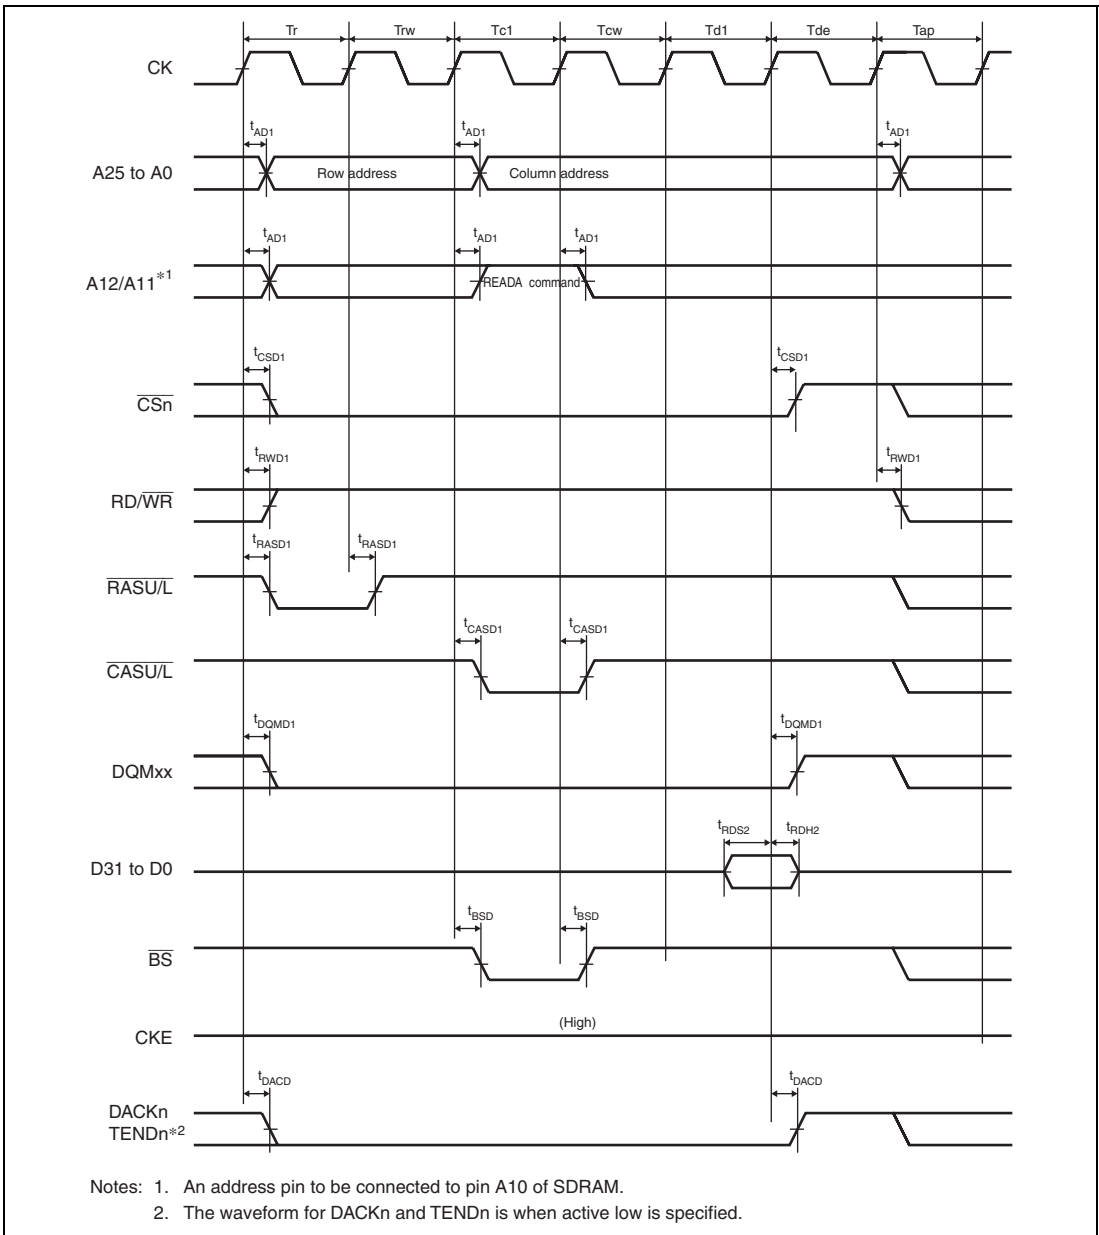 Tr Trw Tc1 Tcw Td1 Tde Tap
CK
tAD1 tAD1 tAD1
A25 to A0 Row address Column address
tAD1 tAD1 tAD1
A12/A11*1 READA command
tCSD1 tCSD1
CSn
tRWD1 tRWD1
RD/WR
tRASD1 tRASD1
RASU/L
tCASD1 tCASD1
CASU/L
tDQMD1 tDQMD1
DQMxx
tRDS2 tRDH2
D31 to D0
tBSD tBSD
BS
(High)
CKE
tDACD tDACD
DACKn
TENDn*2
Notes: 1. An address pin to be connected to pin A10 of SDRAM.
2. The waveform for DACKn and TENDn is when active low is specified.